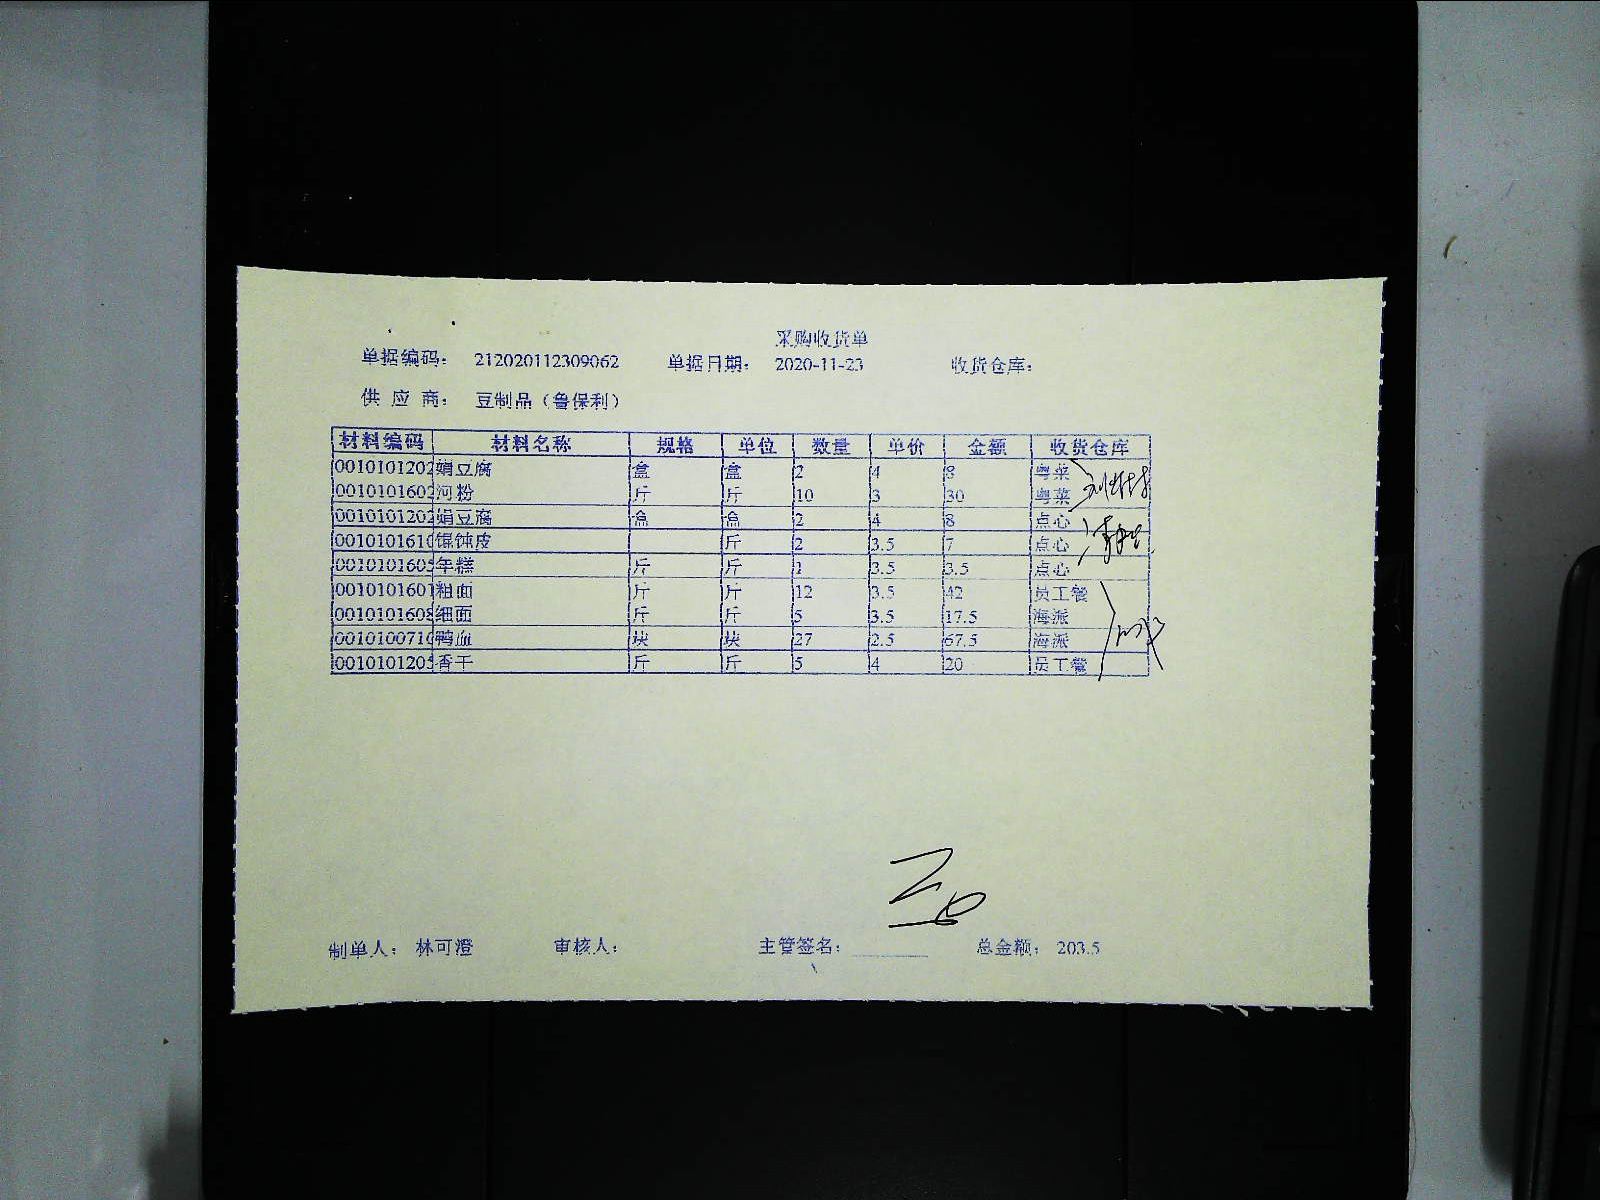 采购收货单
单据编码： 212020112309062 单据日期： 2020-11-23 收货仓库：
供 应 商： 豆制品（鲁保利）
材料编码 材料名称 规格 单位 数量 单价 金额 收货仓库
0010101202 娟豆腐 盒 盒 2 4 8 粤菜
0010101602 河粉 斤 斤 10 3 30 粤菜
0010101202 娟豆腐 盒 盒 2 4 8 点心
0010101610 馄饨皮 斤 2 3.5 7 点心
0010101605 年糕 斤 斤 1 3.5 3.5 点心
0010101601 粗面 斤 斤 12 3.5 42 员工餐
0010101608 细面 斤 斤 5 3.5 17.5 海派
0010100710 鸭血 块 块 27 2.5 67.5 海派
0010101205 香干 斤 斤 5 4 20 员工餐
制单人： 林可澄 审核人： 主管签名： 总金额： 203.5